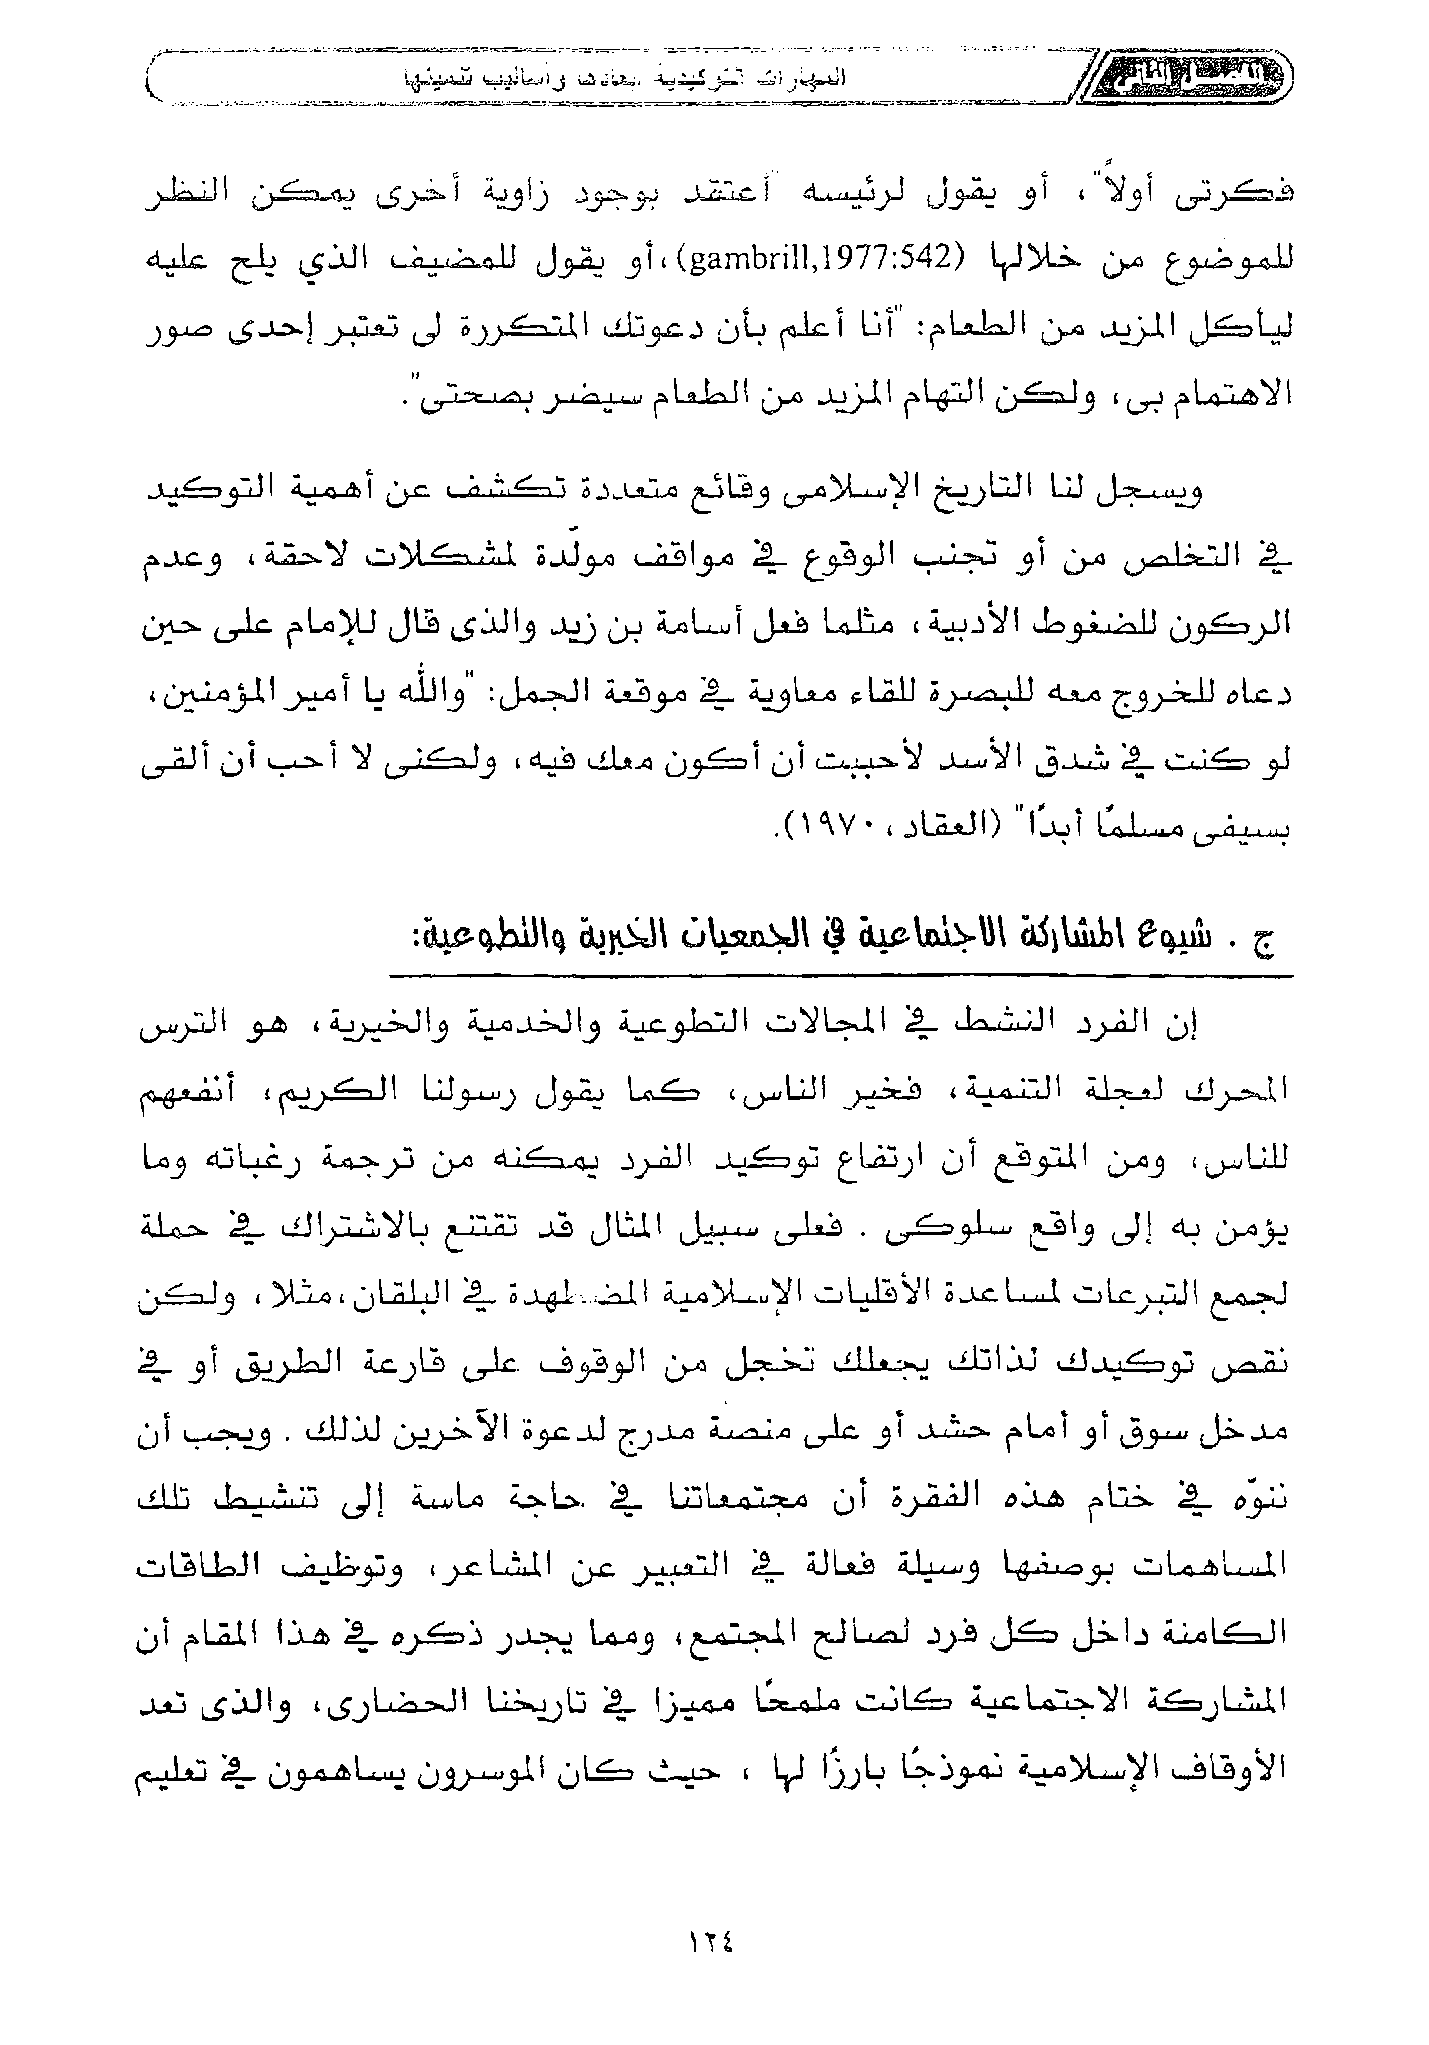 الفصل الثاني
المهارات التوكيدية أبعادها وأساليب تنميتها
فكرتى أولاً"، أو يقول لرئيسه "أعتقد بوجود زاوية أخرى يمكن النظر
للموضوع من خلالها (gambrill,1977:542)، أو يقول للمضيف الذي يلح عليه
ليأكل المزيد من الطعام: "أنا أعلم بأن دعوتك المتكررة لى تعتبر إحدى صور
الاهتمام بى، ولكن التهام المزيد من الطعام سيضر بصحتى".
ويسجل لنا التاريخ الإسلامى وقائع متعددة تكشف عن أهمية التوكيد
في التخلص من أو تجنب الوقوع في مواقف مولّدة لمشكلات لاحقة، وعدم
الركون للضغوط الأدبية، مثلما فعل أسامة بن زيد والذى قال للإمام على حين
دعاه للخروج معه للبصرة للقاء معاوية في موقعة الجمل: "والله يا أمير المؤمنين،
لو كنت في شدق الأسد لأحببت أن أكون معك فيه، ولكنى لا أحب أن ألقى
بسيفى مسلمًا أبدًا" (العقاد، ١٩٧٠).
ج . شيوع المشاركة الاجتماعية في الجمعيات الخيرية والتطوعية:
إن الفرد النشط في المجالات التطوعية والخدمية والخيرية، هو الترس
المحرك لعجلة التنمية، فخير الناس، كما يقول رسولنا الكريم، أنفعهم
للناس، ومن المتوقع أن ارتفاع توكيد الفرد يمكنه من ترجمة رغباته وما
يؤمن به إلى واقع سلوكى . فعلى سبيل المثال قد تقتنع بالاشتراك في حملة
لجمع التبرعات لمساعدة الأقليات الإسلامية المضطهدة في البلقان،مثلا، ولكن
نقص توكيدك لذاتك يجعلك تخجل من الوقوف على قارعة الطريق أو في
مدخل سوق أو أمام حشد أو على منصة مدرج لدعوة الآخرين لذلك . ويجب أن
ننوّه في ختام هذه الفقرة أن مجتمعاتنا في حاجة ماسة إلى تنشيط تلك
المساهمات بوصفها وسيلة فعالة في التعبير عن المشاعر، وتوظيف الطاقات
الكامنة داخل كل فرد لصالح المجتمع، ومما يجدر ذكره في هذا المقام أن
المشاركة الاجتماعية كانت ملمحًا مميزا في تاريخنا الحضارى، والذى تعد
الأوقاف الإسلامية نموذجًا بارزًا لها ، حيث كان الموسرون يساهمون في تعليم
١٢٤